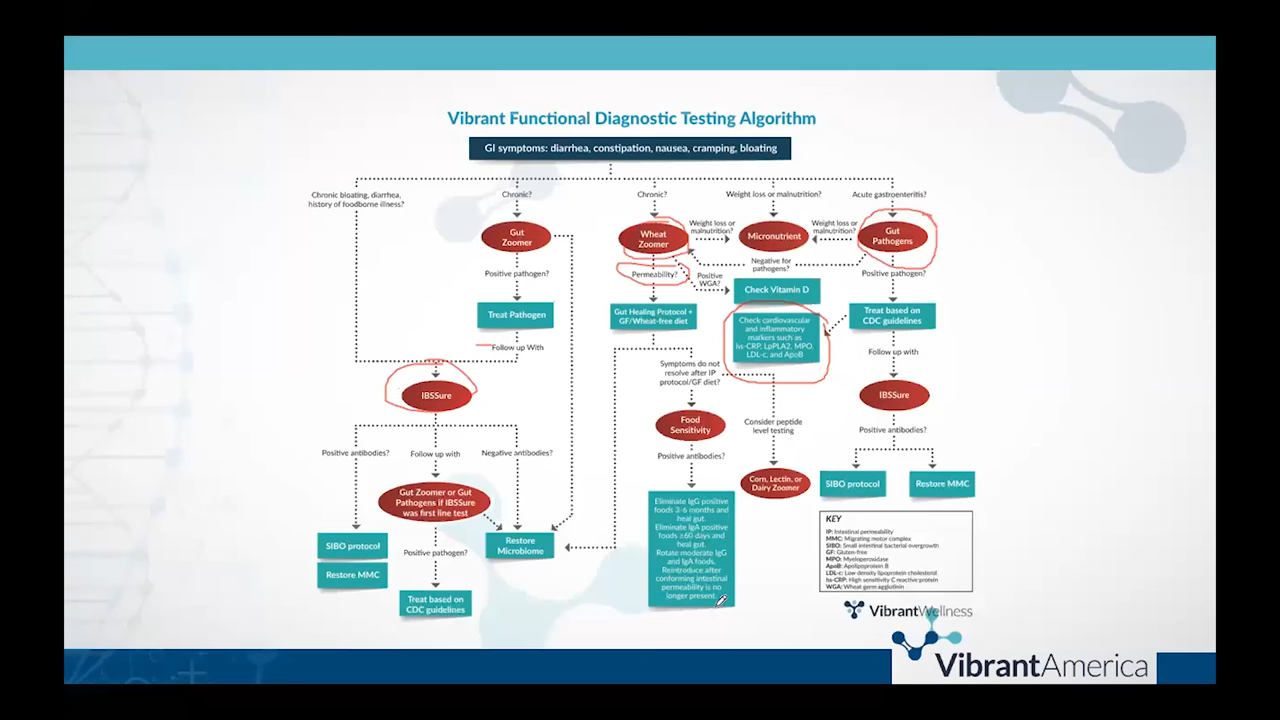 Vibrant Functional Diagnostic Testing Algorithm
GI symptoms: diarrhea, constipation, nausea, cramping, bloating
Chronic bloating, diarrhea,
history of foodborne illness?
Chronic?
Chronic?
Weight loss or malnutrition?
Acute gastroenteritis?
Gut
Zoomer
Wheat
Zoomer
Weight loss or
malnutrition?
Micronutrient
Weight loss or
malnutrition?
Gut
Pathogens
Negative for
pathogens?
Positive pathogen?
Permeability?
Positive
WGA?
Positive pathogen?
Check Vitamin D
Treat Pathogen
Gut Healing Protocol +
GF/Wheat-free diet
Check cardiovascular
and inflammatory
markers such as
hs-CRP, LpPLA2, MPO,
LDL-c, and ApoB
Treat based on
CDC guidelines
Follow up With
Symptoms do not
resolve after IP
protocol/GF diet?
Follow up with
IBSSure
IBSSure
Food
Sensitivity
Consider peptide
level testing
Positive antibodies?
Positive antibodies?
Follow up with
Negative antibodies?
Positive antibodies?
Gut Zoomer or Gut
Pathogens if IBSSure
was first line test
Corn, Lectin, or
Dairy Zoomer
SIBO protocol
Restore MMC
Eliminate IgG positive
foods 3-6 months and
heal gut.
Eliminate IgA positive
foods ≥60 days and
heal gut.
Rotate moderate IgG
and IgA foods.
Reintroduce after
conforming intestinal
permeability is no
longer present.
SIBO protocol
Restore MMC
Positive pathogen?
Restore
Microbiome
Treat based on
CDC guidelines
KEY
IP: Intestinal permeability
MMC: Migrating motor complex
SIBO: Small intestinal bacterial overgrowth
GF: Gluten-free
MPO: Myeloperoxidase
ApoB: Apolipoprotein B
LDL-c: Low density lipoprotein cholesterol
hs-CRP: High sensitivity C reactive protein
WGA: Wheat germ agglutinin
VibrantWellness
VibrantAmerica